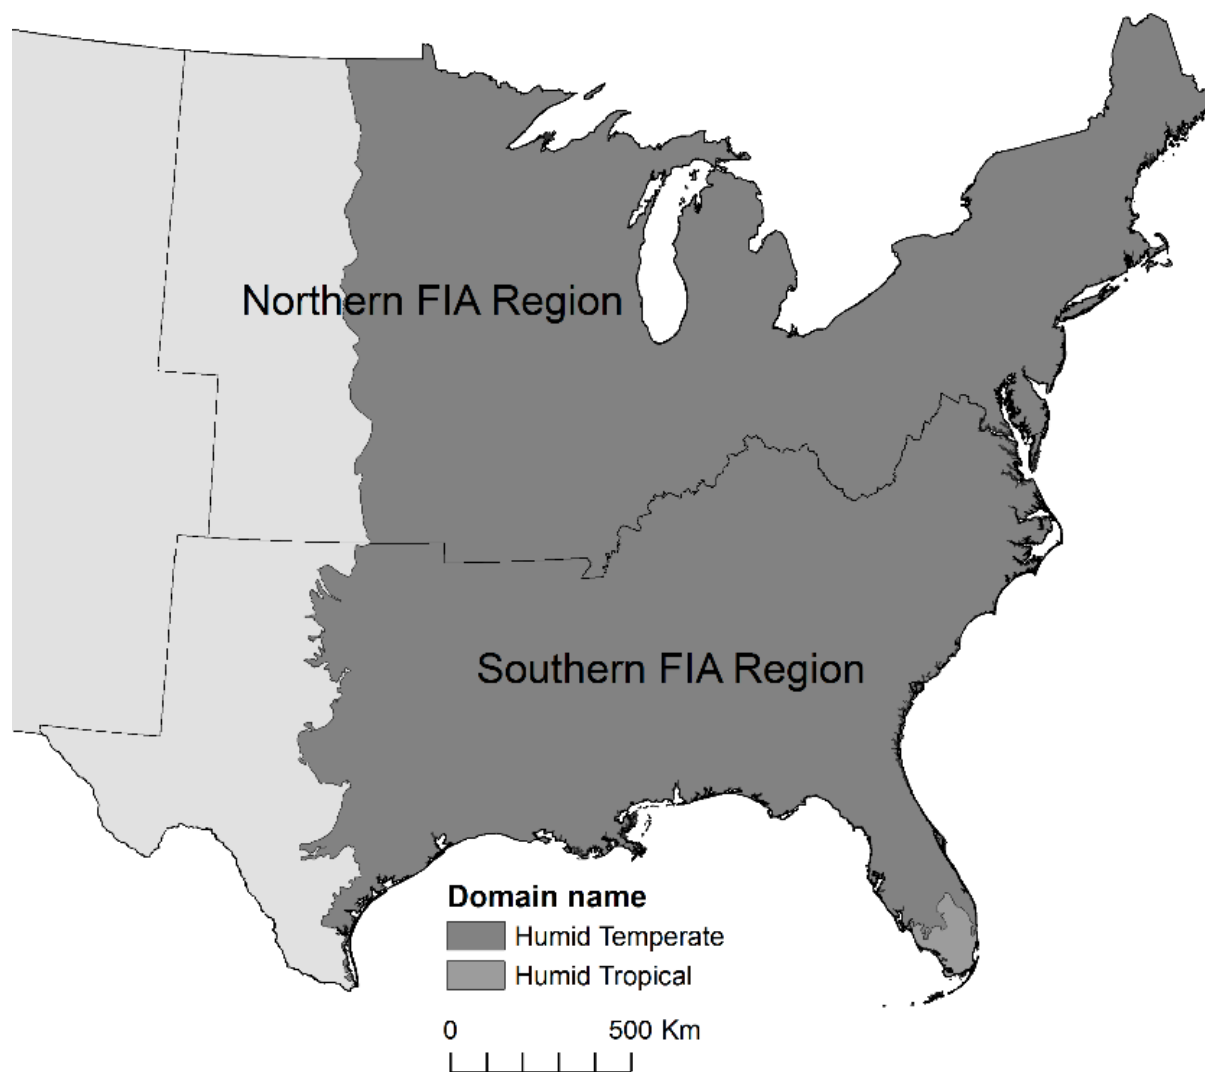 Northern FIA Region
Southern FIA Region
Domain name
Humid Temperate
Humid Tropical
0 500 Km